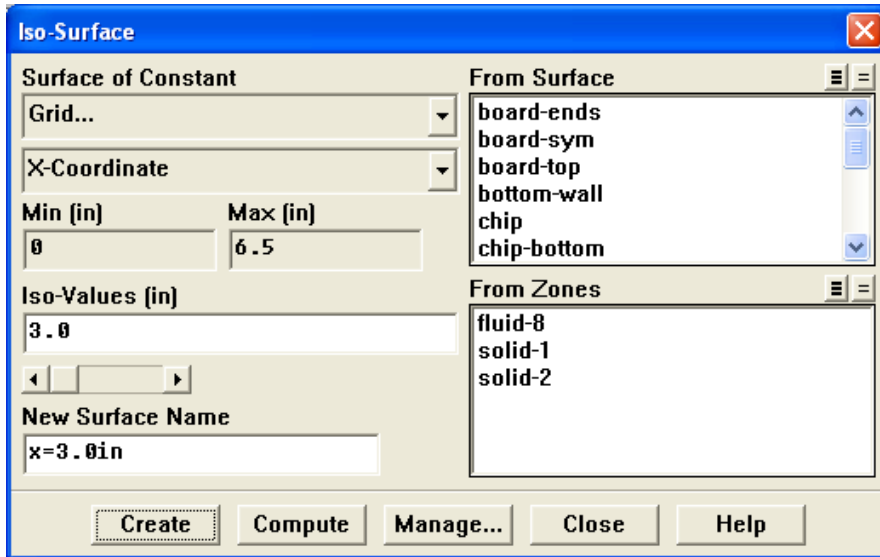 Iso-Surface
Surface of Constant
Grid...
X-Coordinate
Min (in) Max (in)
0 6.5
Iso-Values (in)
3.0
New Surface Name
x=3.0in
From Surface
board-ends
board-sym
board-top
bottom-wall
chip
chip-bottom
From Zones
fluid-8
solid-1
solid-2
Create Compute Manage... Close Help